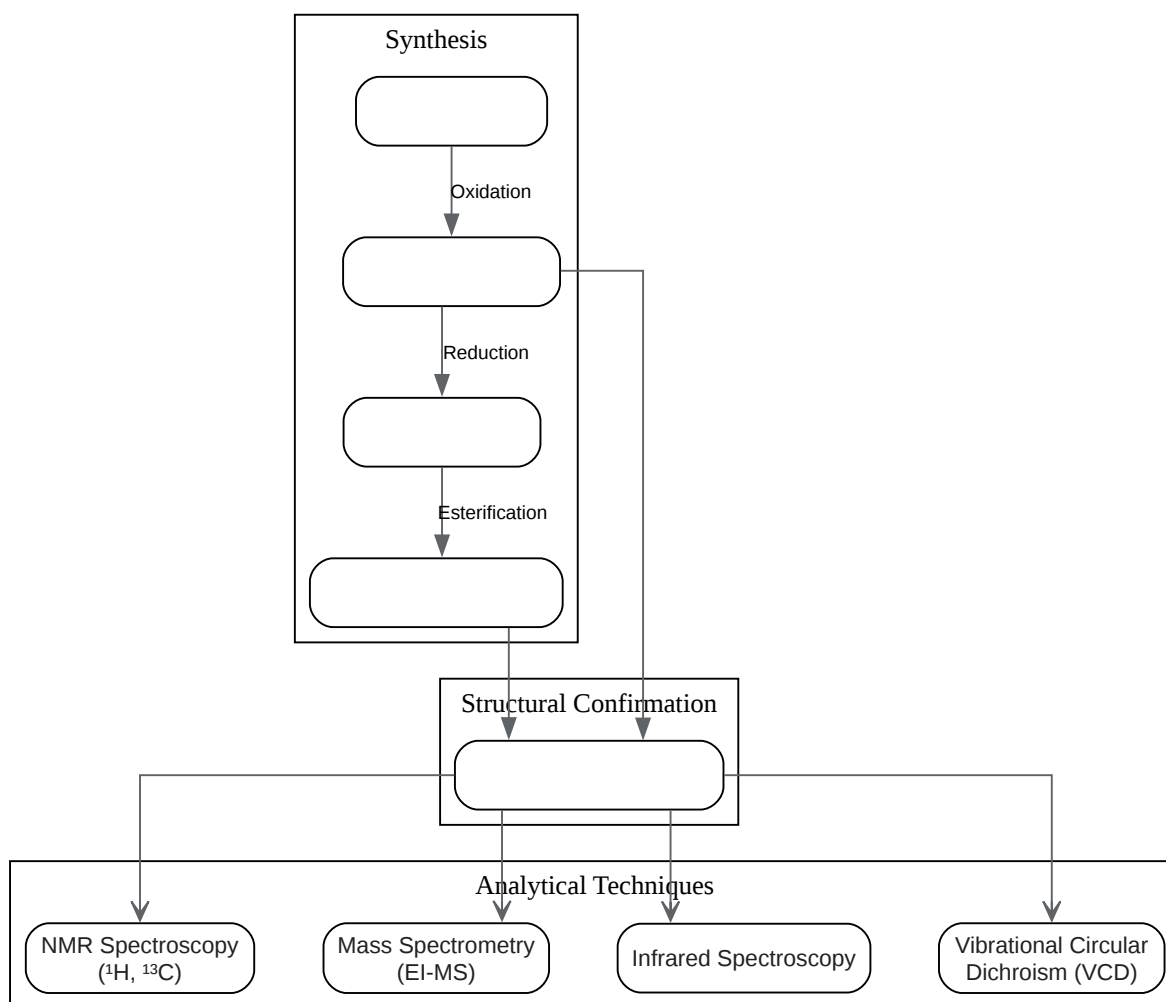 Synthesis
Oxidation
Reduction
Esterification
Structural Confirmation
Analytical Techniques
NMR Spectroscopy
(¹H, ¹³C)
Mass Spectrometry
(EI-MS)
Infrared Spectroscopy
Vibrational Circular
Dichroism (VCD)